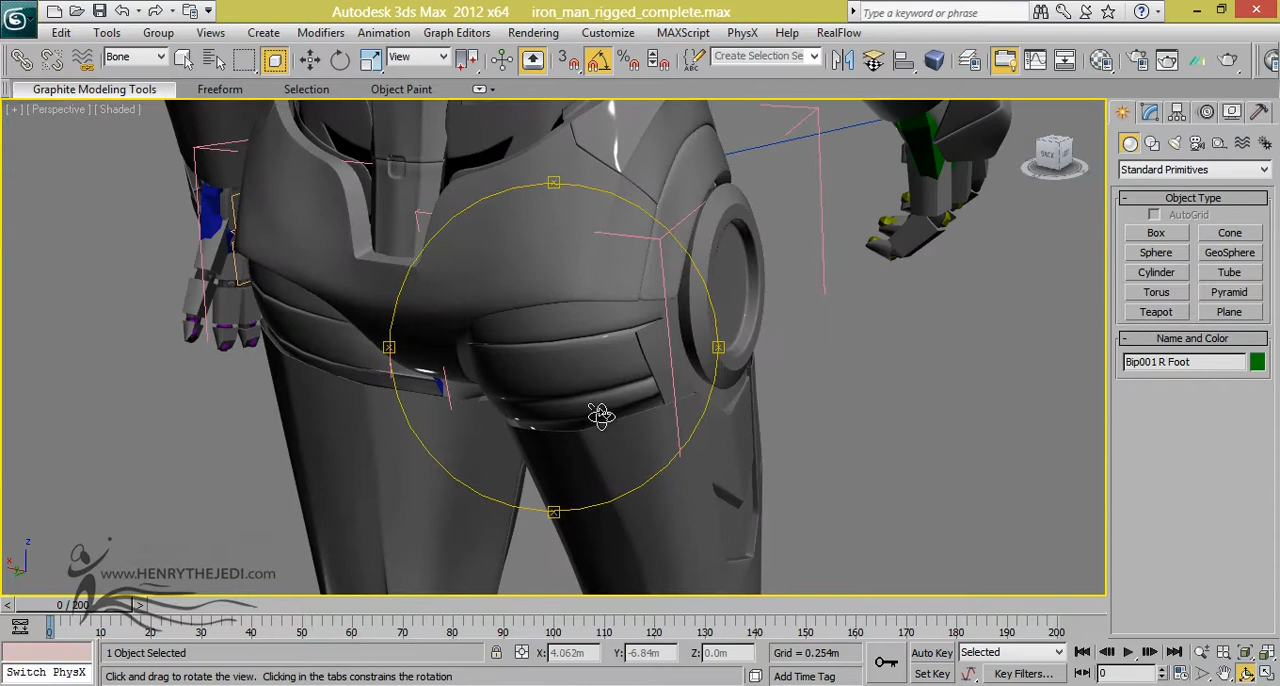 Autodesk 3ds Max 2012 x64 iron_man_rigged_complete.max
Type a keyword or phrase
Edit Tools Group Views Create Modifiers Animation Graph Editors Rendering Customize MAXScript PhysX Help RealFlow
Bone View Create Selection Se
Graphite Modeling Tools Freeform Selection Object Paint
[ + ] [ Perspective ] [ Shaded ]
BACK
Standard Primitives
- Object Type
AutoGrid
Box Cone
Sphere GeoSphere
Cylinder Tube
Torus Pyramid
Teapot Plane
- Name and Color
Bip001 R Foot
z
x
y
www.HENRYTHEJEDI.com
< 0 / 200 >
0 10 20 30 40 50 60 70 80 90 100 110 120 130 140 150 160 170 180 190 200
1 Object Selected X: 4.062m Y: -6.84m Z: 0.0m Grid = 0.254m Auto Key Selected
Switch PhysX Click and drag to rotate the view. Clicking in the tabs constrains the rotation Add Time Tag Set Key Key Filters... 0